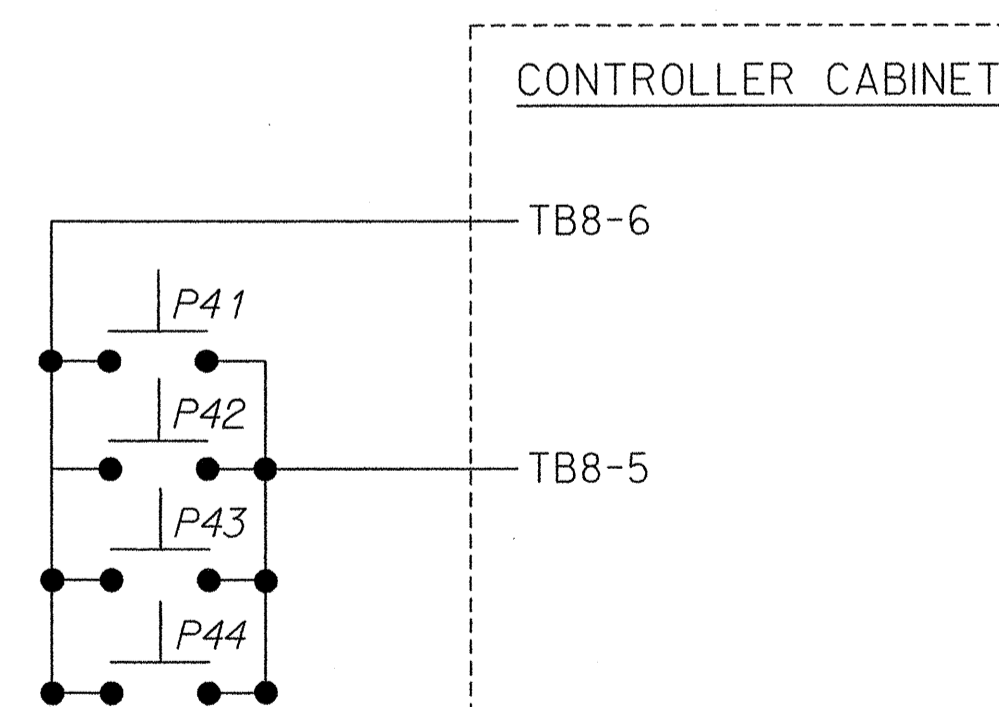 CONTROLLER CABINET
TB8-6
P41
P42
TB8-5
P43
P44